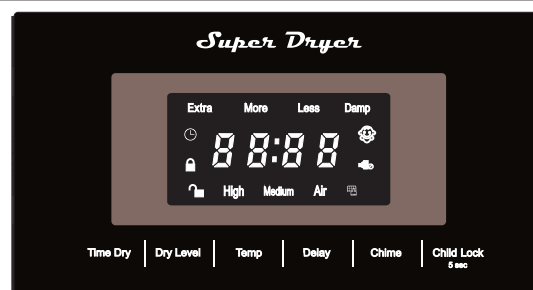 Super Dryer
Extra More Less Damp
88:88
High Medium Air
Time Dry Dry Level Temp Delay Chime Child Lock
5 sec